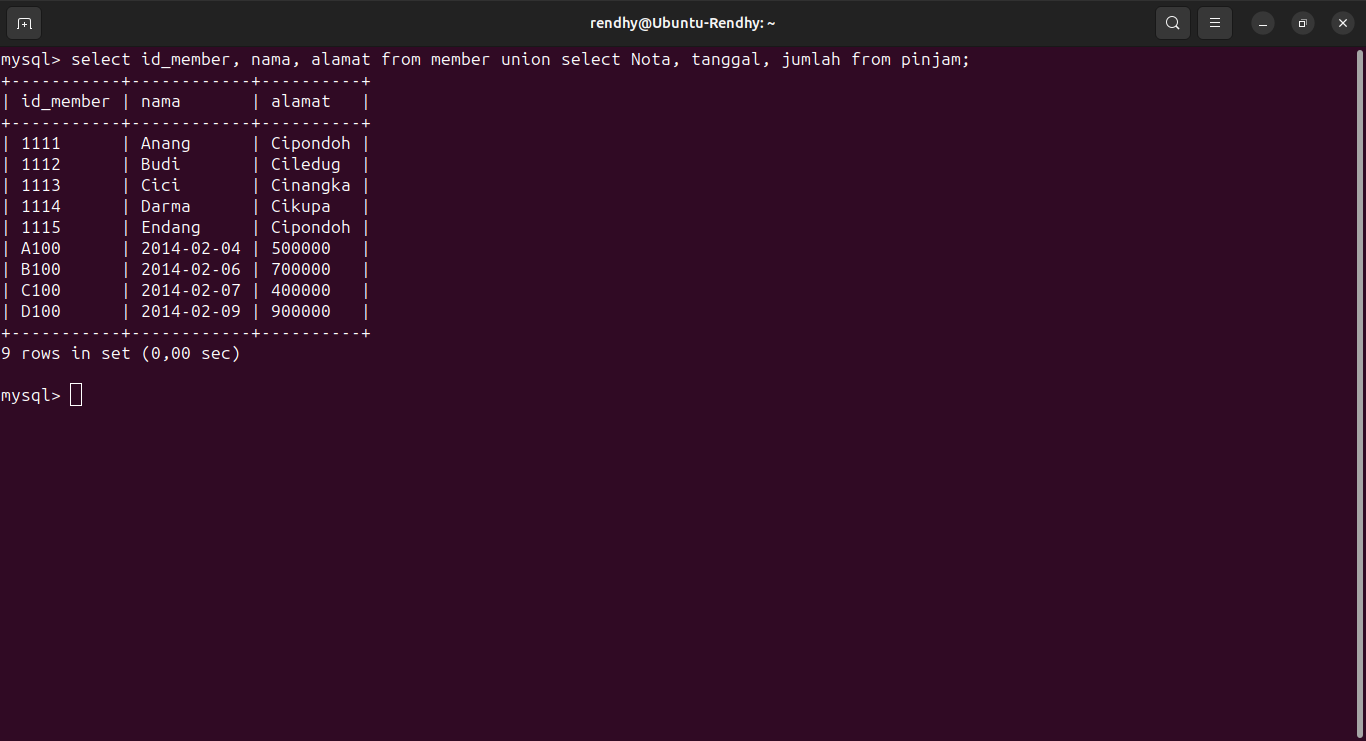 rendhy@Ubuntu-Rendhy: ~
mysql> select id_member, nama, alamat from member union select Nota, tanggal, jumlah from pinjam;
+-----------+------------+----------+
| id_member | nama       | alamat   |
+-----------+------------+----------+
| 1111      | Anang      | Cipondoh |
| 1112      | Budi       | Ciledug  |
| 1113      | Cici       | Cinangka |
| 1114      | Darma      | Cikupa   |
| 1115      | Endang     | Cipondoh |
| A100      | 2014-02-04 | 500000   |
| B100      | 2014-02-06 | 700000   |
| C100      | 2014-02-07 | 400000   |
| D100      | 2014-02-09 | 900000   |
+-----------+------------+----------+
9 rows in set (0,00 sec)
mysql>